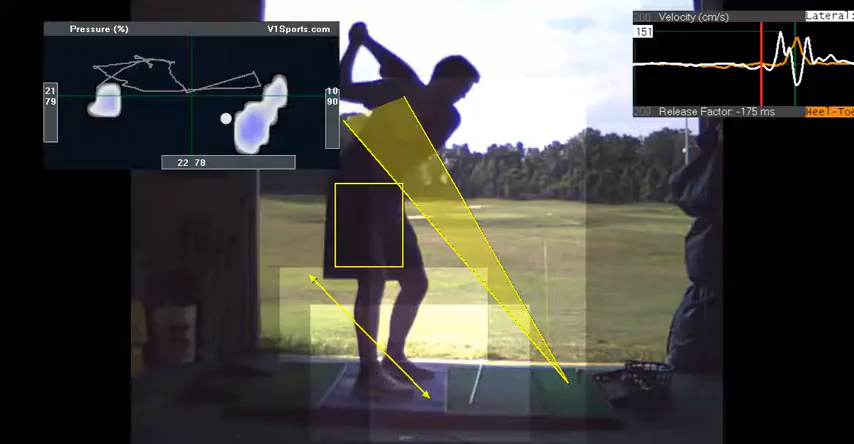 Pressure (%) V1Sports.com
21
79
10
90
22 78
200 Velocity (cm/s) Lateral:
151
200 Release Factor: -175 ms Heel-Toe